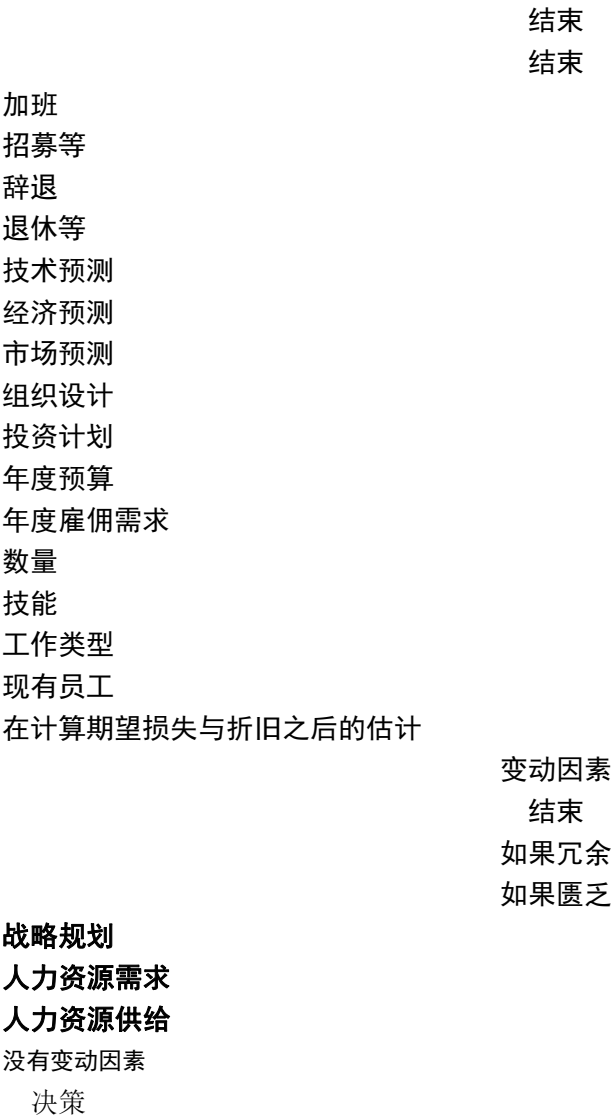 结束
结束
加班
招募等
辞退
退休等
技术预测
经济预测
市场预测
组织设计
投资计划
年度预算
年度雇佣需求
数量
技能
工作类型
现有员工
在计算期望损失与折旧之后的估计
变动因素
结束
如果冗余
如果匮乏
战略规划
人力资源需求
人力资源供给
没有变动因素
决策